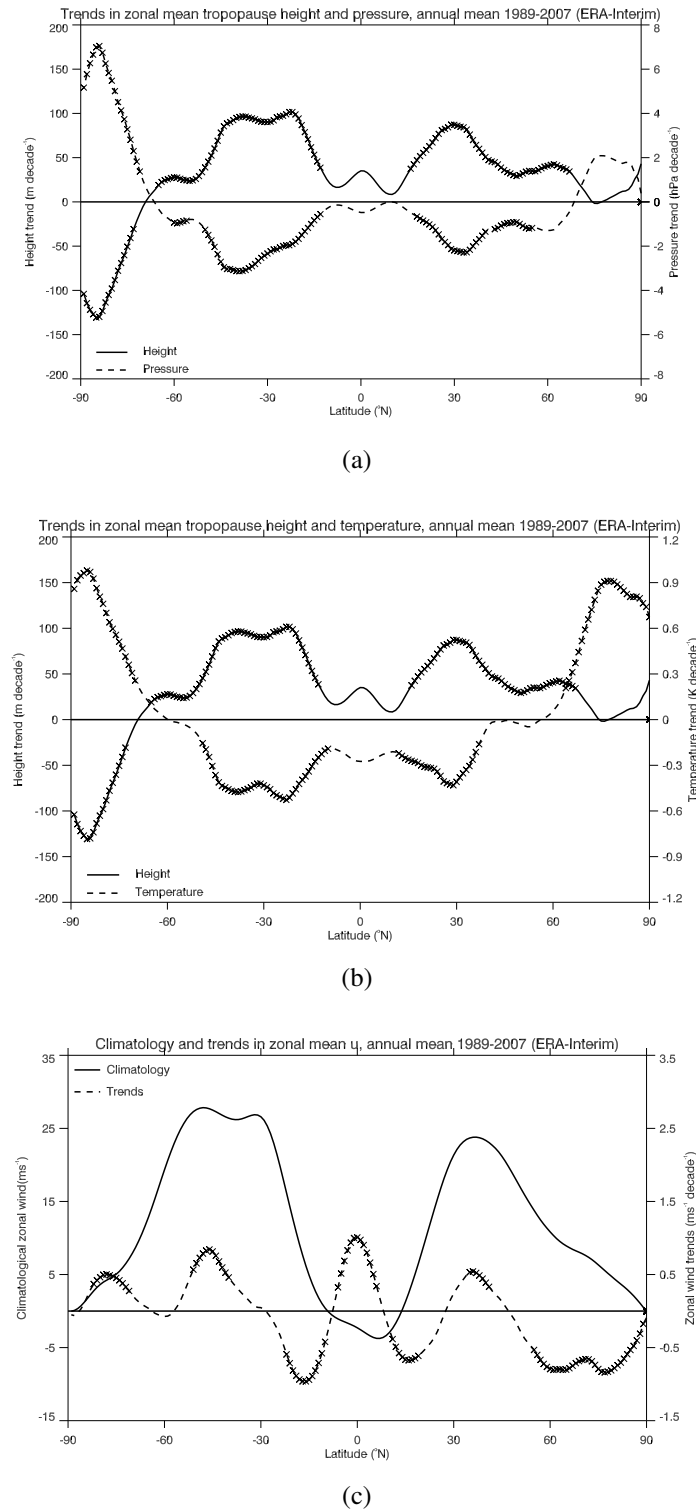 Trends in zonal mean tropopause height and pressure, annual mean 1989-2007 (ERA-Interim)
200
150
100
50
0
-50
-100
-150
-200
Height trend (m decade⁻¹)
8
6
4
2
0
-2
-4
-6
-8
Pressure trend (hPa decade⁻¹)
Height
Pressure
-90 -60 -30 0 30 60 90
Latitude (°N)
(a)
Trends in zonal mean tropopause height and temperature, annual mean 1989-2007 (ERA-Interim)
200
150
100
50
0
-50
-100
-150
-200
Height trend (m decade⁻¹)
1.2
0.9
0.6
0.3
0
-0.3
-0.6
-0.9
-1.2
Temperature trend (K decade⁻¹)
Height
Temperature
-90 -60 -30 0 30 60 90
Latitude (°N)
(b)
Climatology and trends in zonal mean u, annual mean 1989-2007 (ERA-Interim)
35
25
15
5
-5
-15
Climatological zonal wind(ms⁻¹)
3.5
2.5
1.5
0.5
-0.5
-1.5
Zonal wind trends (ms⁻¹ decade⁻¹)
Climatology
Trends
-90 -60 -30 0 30 60 90
Latitude (°N)
(c)